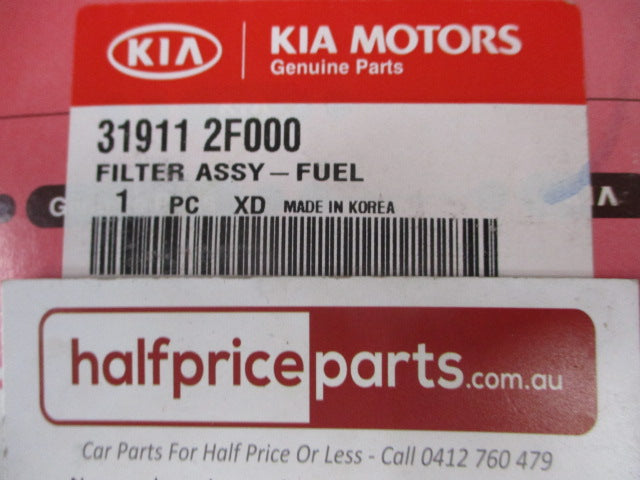 KIA KIA MOTORS
Genuine Parts
31911 2F000
FILTER ASSY-FUEL
1 PC XD MADE IN KOREA
halfpriceparts.com.au
Car Parts For Half Price Or Less - Call 0412 760 479